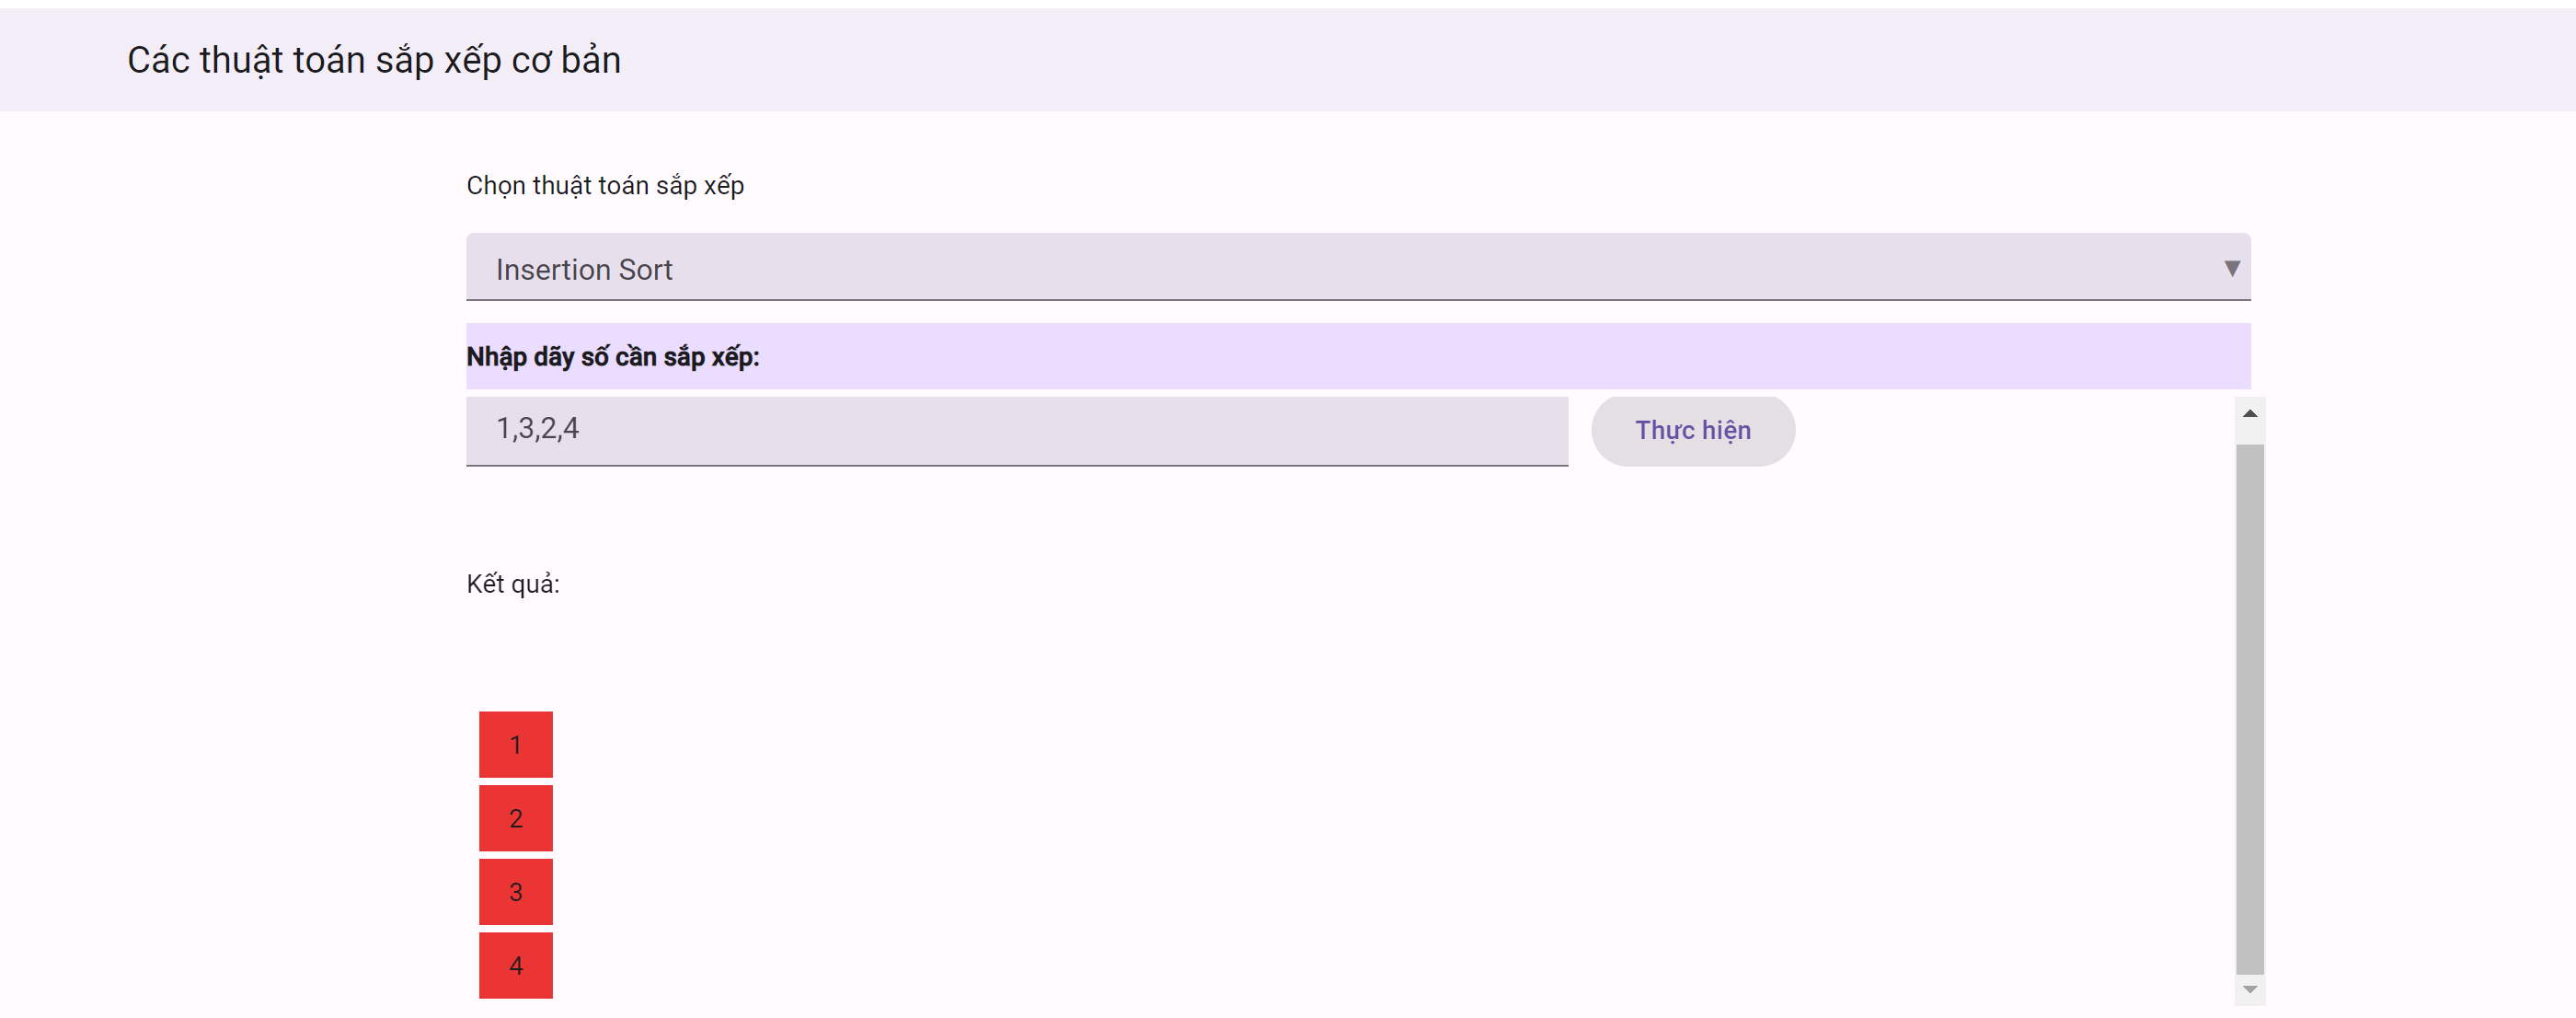 Các thuật toán sắp xếp cơ bản
Chọn thuật toán sắp xếp
Insertion Sort
Nhập dãy số cần sắp xếp:
1,3,2,4
Thực hiện
Kết quả:
1
2
3
4